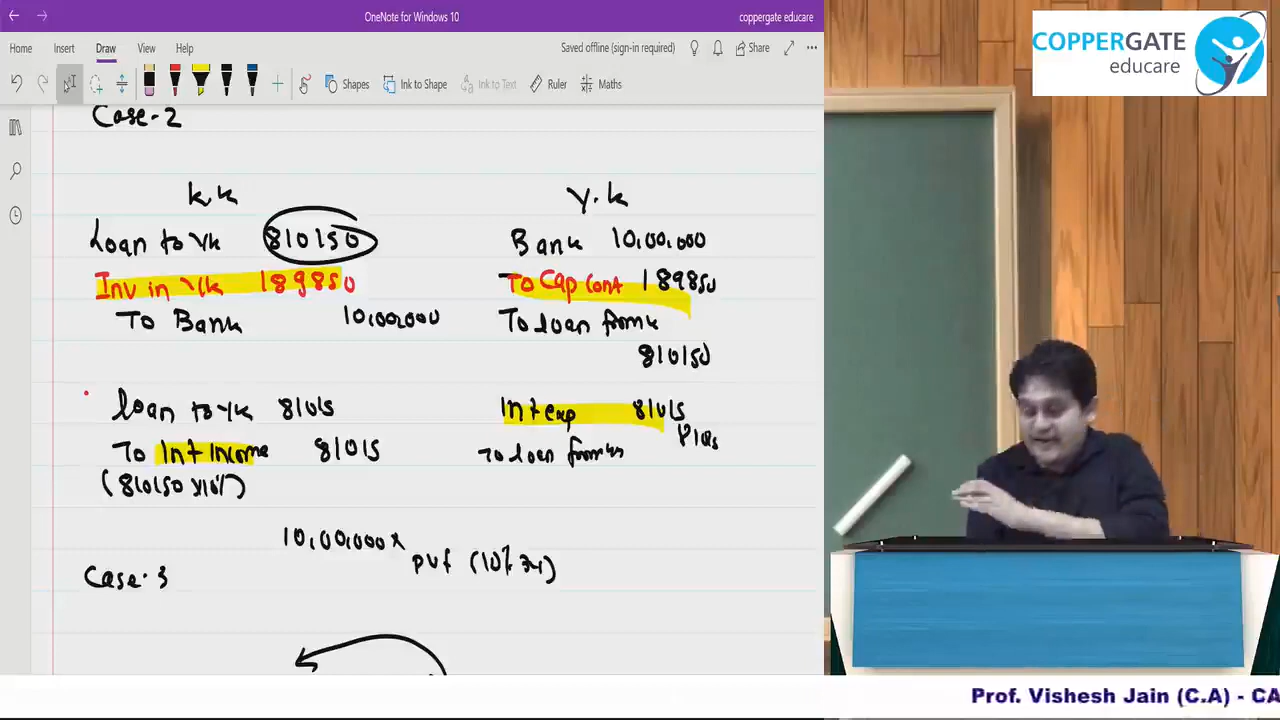 OneNote for Windows 10
coppergate educare
Home Insert Draw View Help
Saved offline (sign-in required) Share
Shapes Ink to Shape Ink to Text Ruler Maths
COPPERGATE
educare
Case-2
K.K
Y.K
Loan to YK 810150
Bank 10,00,000
Inv in YK 189850
To Cap Cont 189850
To Bank 10,00,000
To loan from K
810150
loan to YK 81015
Int exp 81015
To Int Income 81015
To loan from
(810150 x10%)
10,00,000x
PVF (10%
Case-3
Prof. Vishesh Jain (C.A) - CA